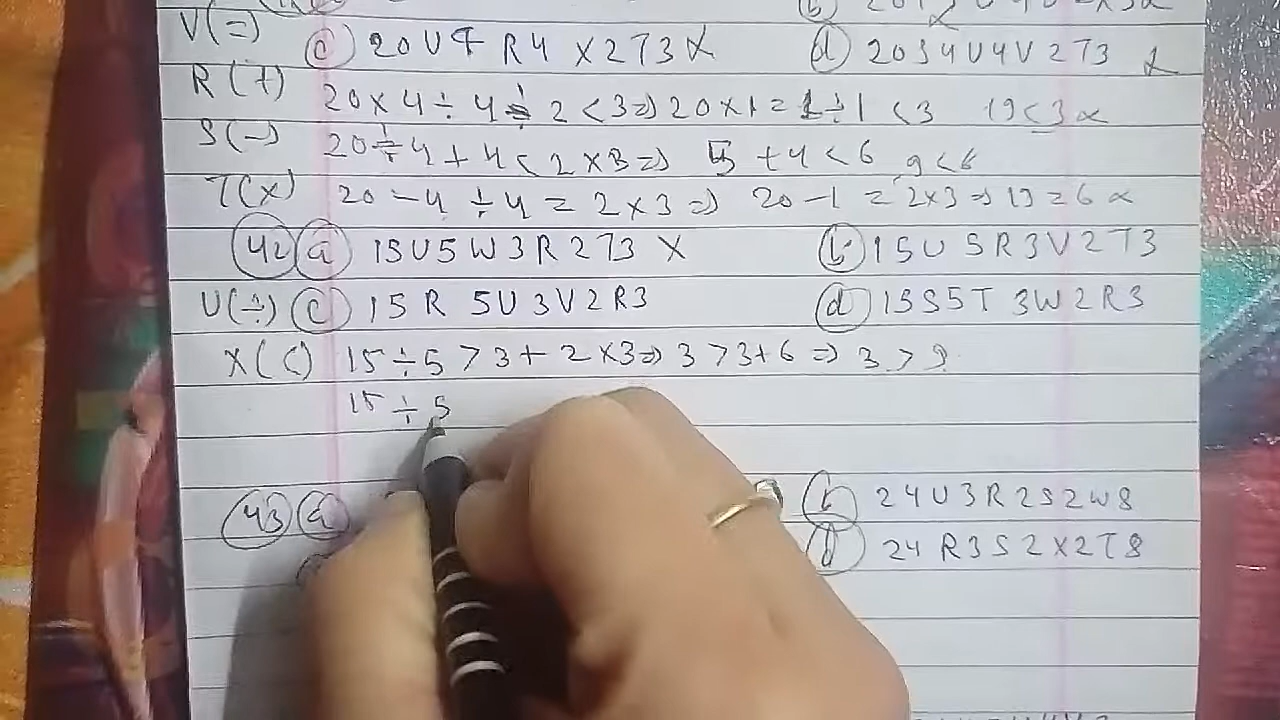 V(=) (c) 20 U 4 R 4 X 2 T 3 X (d) 20 S 4 U 4 V 2 T 3 X
R (+) 20 × 4 ÷ 4 ÷ 2 < 3 => 20 × 1 = 1 ÷ 1 < 3 19 < 3 x
S(-) 20 ÷ 4 + 4 < 2 × 3 => 5 + 4 < 6 9 < 6
T(X) 20 - 4 ÷ 4 = 2 × 3 => 20 - 1 = 2 × 3 => 19 = 6 x
(42) (a) 15 U 5 W 3 R 2 T 3 X (b) 15 U 5 R 3 V 2 T 3
U(÷) (c) 15 R 5 U 3 V 2 R 3 (d) 15 S 5 T 3 W 2 R 3
X(<) 15 ÷ 5 > 3 + 2 × 3 => 3 > 3 + 6 => 3 > 9
15 ÷ 5
(43) (a) (b) 24 U 3 R 2 S 2 W 8
(d) 24 R 3 S 2 X 2 T 8